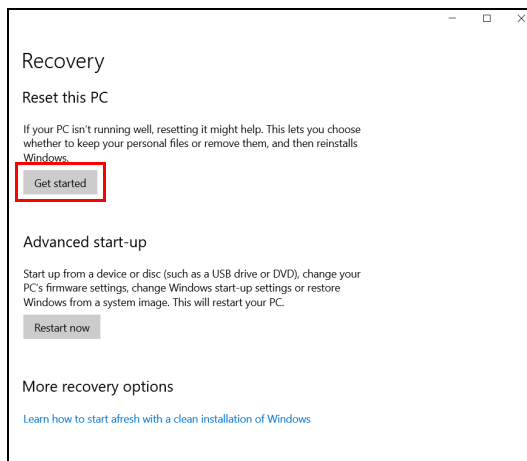 Recovery
Reset this PC
If your PC isn't running well, resetting it might help. This lets you choose
whether to keep your personal files or remove them, and then reinstalls
Windows.
Get started
Advanced start-up
Start up from a device or disc (such as a USB drive or DVD), change your
PC's firmware settings, change Windows start-up settings or restore
Windows from a system image. This will restart your PC.
Restart now
More recovery options
Learn how to start afresh with a clean installation of Windows